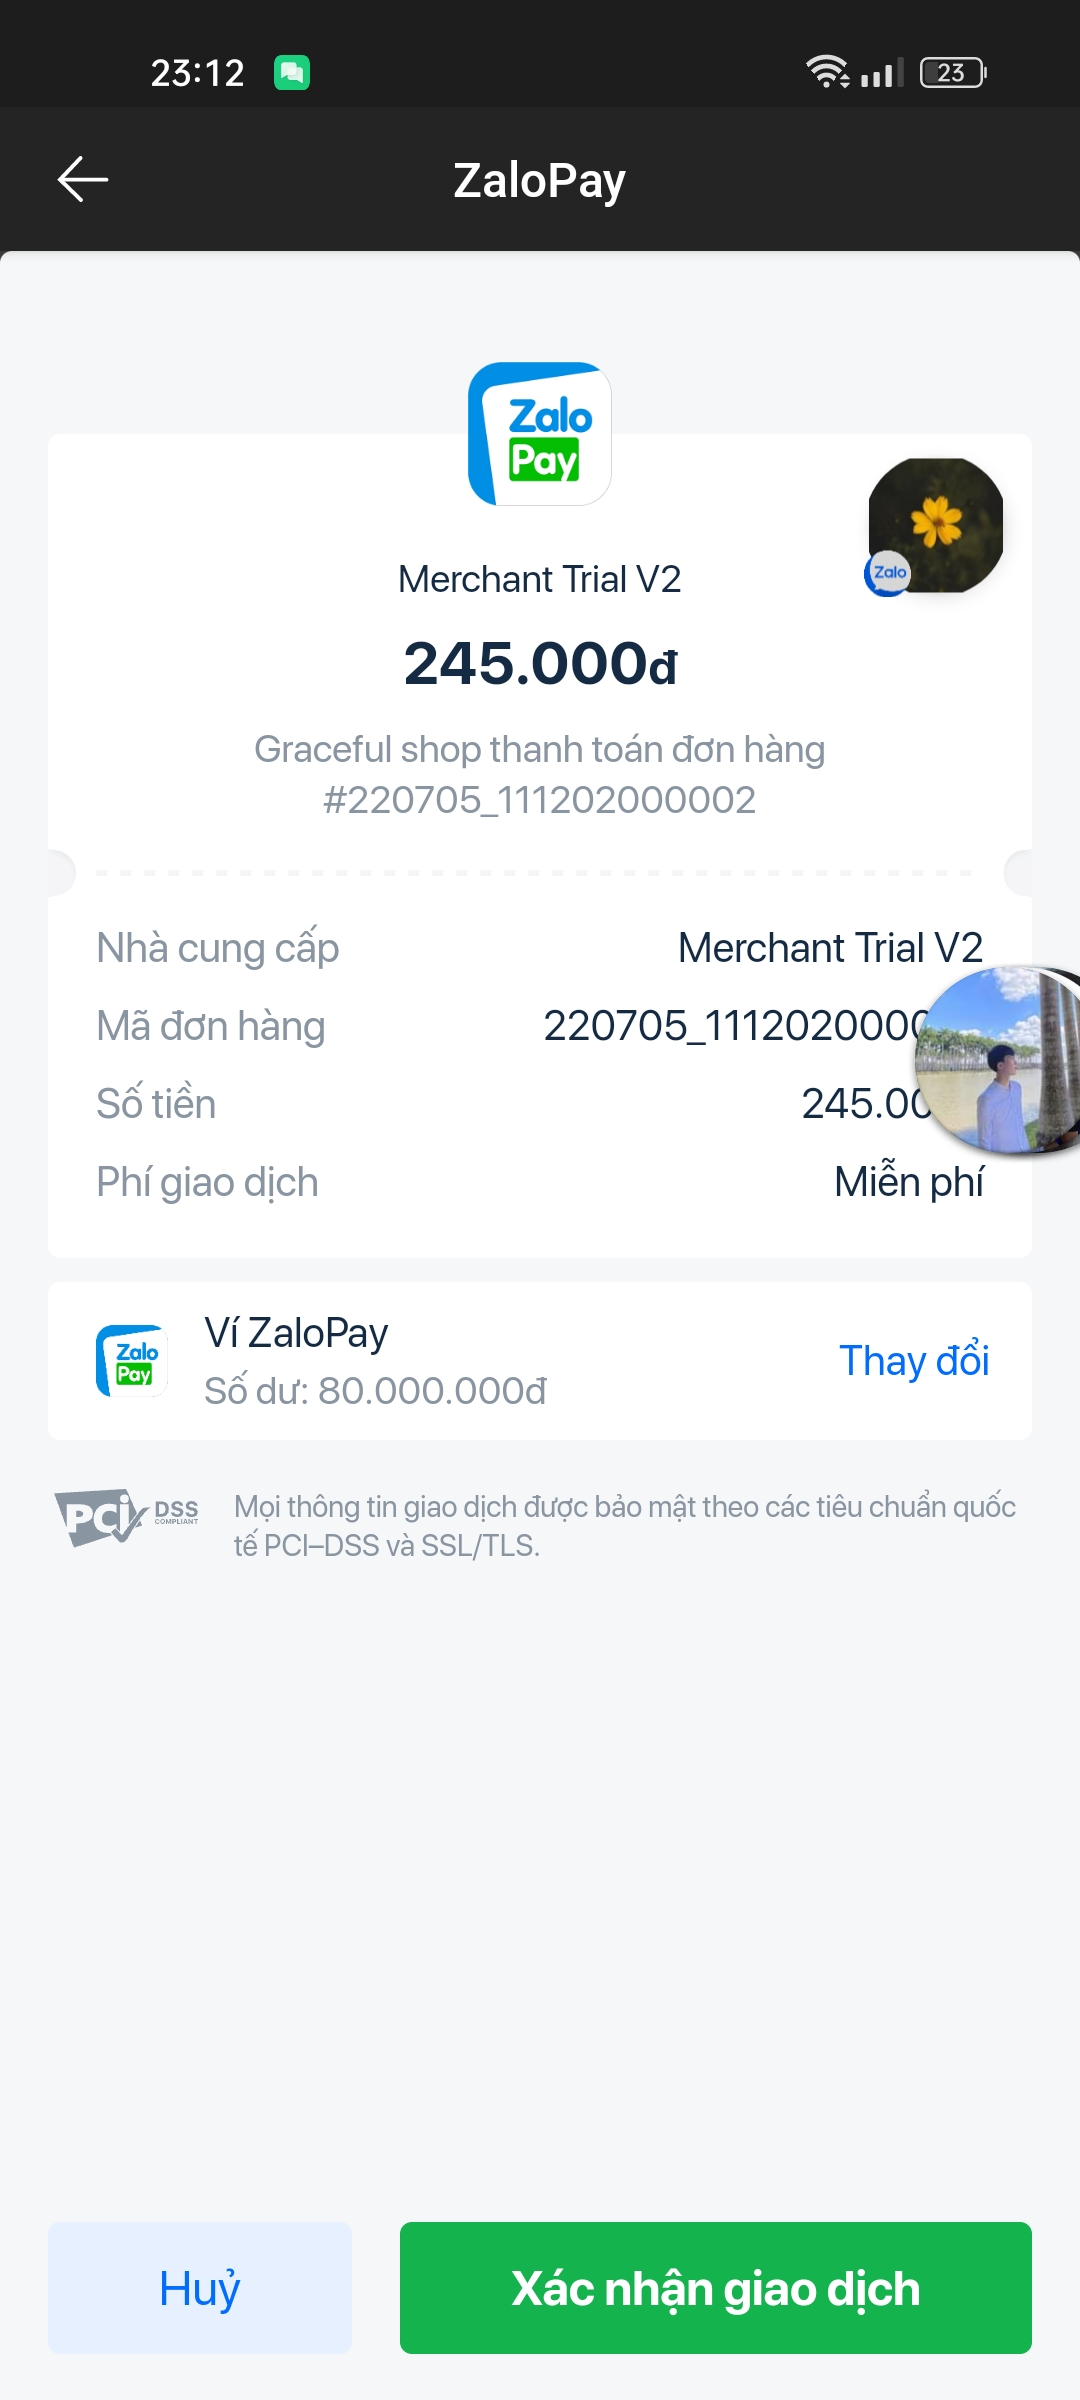 23:12
23
ZaloPay
Zalo
Pay
Zalo
Merchant Trial V2
245.000đ
Graceful shop thanh toán đơn hàng
#220705_111202000002
Nhà cung cấp Merchant Trial V2
Mã đơn hàng 220705_1112020000
Số tiền 245.00
Phí giao dịch Miễn phí
Zalo
Pay
Ví ZaloPay
Số dư: 80.000.000đ
Thay đổi
PCI DSS
COMPLIANT
Mọi thông tin giao dịch được bảo mật theo các tiêu chuẩn quốc
tế PCI–DSS và SSL/TLS.
Huỷ
Xác nhận giao dịch